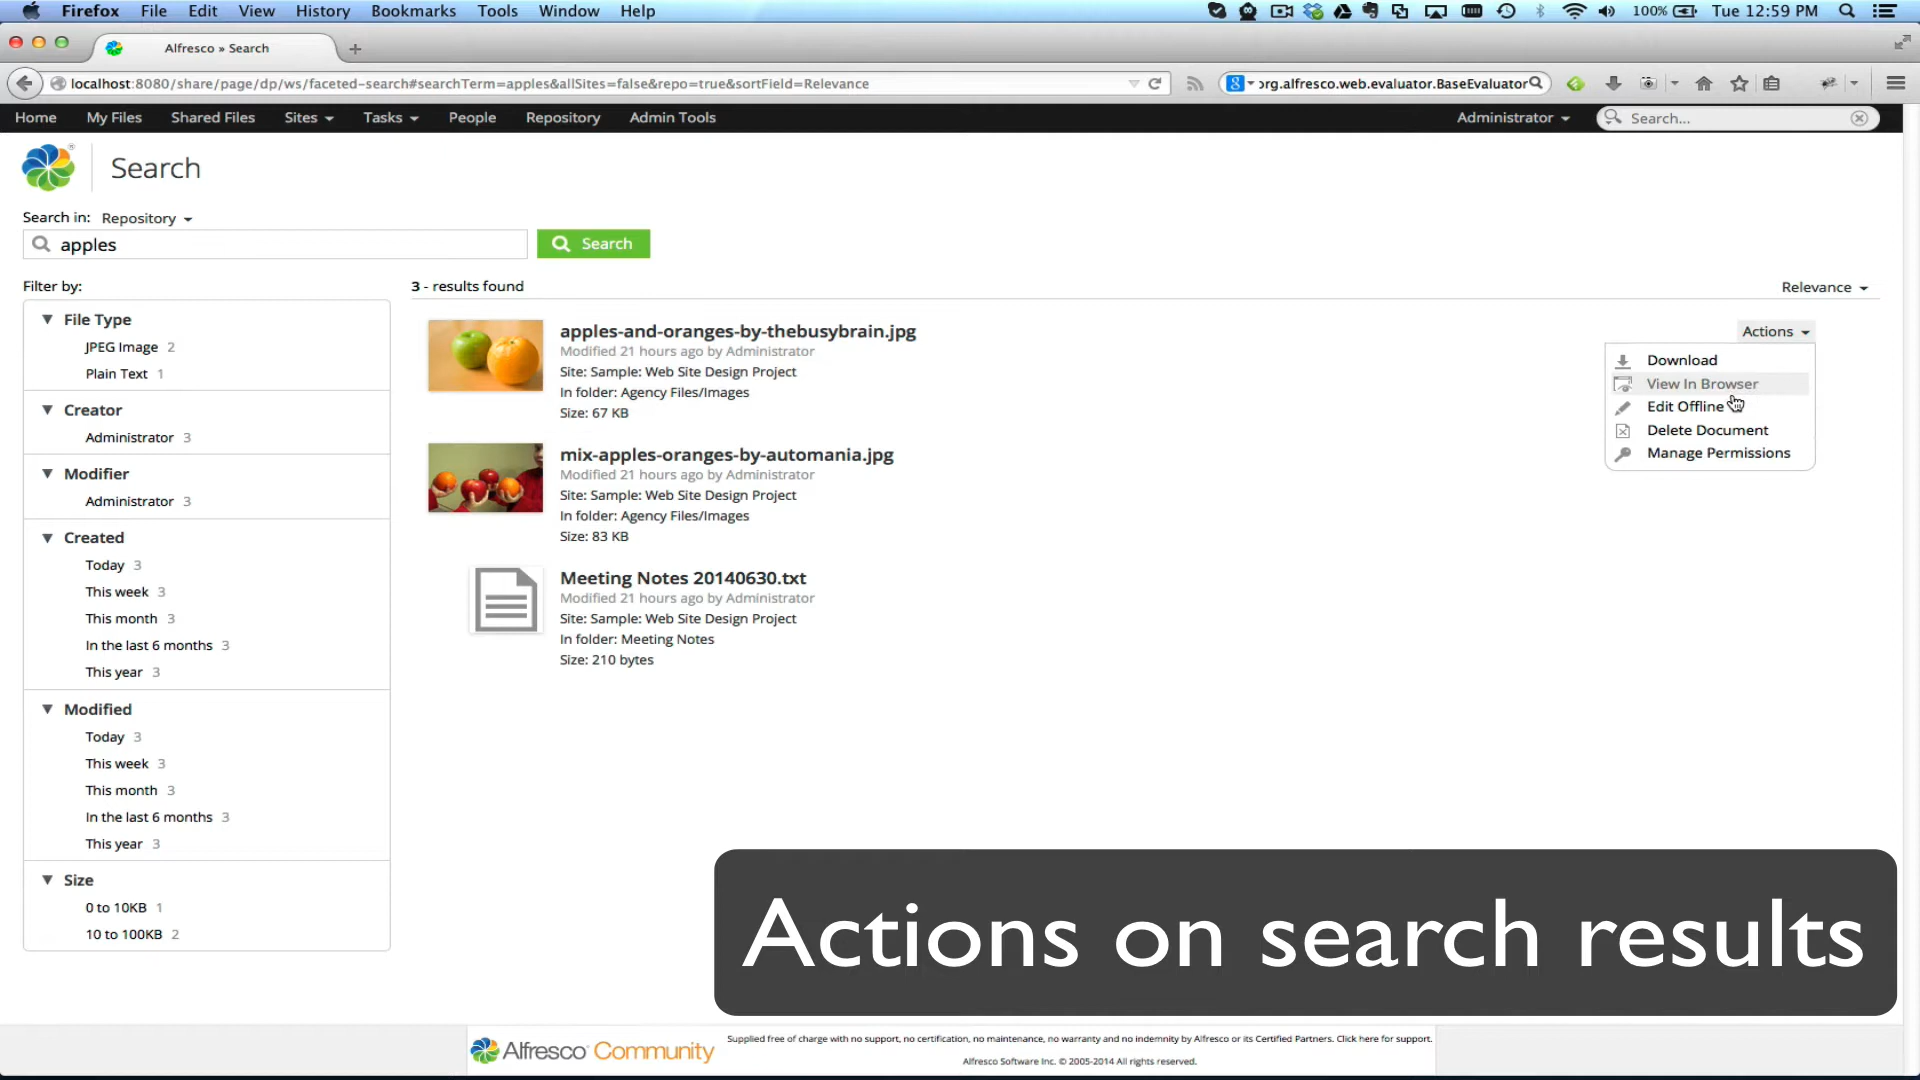 Firefox File Edit View History Bookmarks Tools Window Help 100% Tue 12:59 PM
Alfresco » Search
localhost:8080/share/page/dp/ws/faceted-search#searchTerm=apples&allSites=false&repo=true&sortField=Relevance
org.alfresco.web.evaluator.BaseEvaluator
Home My Files Shared Files Sites Tasks People Repository Admin Tools Administrator Search...
Search
Search in: Repository
apples Search
Filter by:
File Type
JPEG Image 2
Plain Text 1
Creator
Administrator 3
Modifier
Administrator 3
Created
Today 3
This week 3
This month 3
In the last 6 months 3
This year 3
Modified
Today 3
This week 3
This month 3
In the last 6 months 3
This year 3
Size
0 to 10KB 1
10 to 100KB 2
3 - results found
Relevance
apples-and-oranges-by-thebusybrain.jpg
Modified 21 hours ago by Administrator
Site: Sample: Web Site Design Project
In folder: Agency Files/Images
Size: 67 KB
mix-apples-oranges-by-automania.jpg
Modified 21 hours ago by Administrator
Site: Sample: Web Site Design Project
In folder: Agency Files/Images
Size: 83 KB
Meeting Notes 20140630.txt
Modified 21 hours ago by Administrator
Site: Sample: Web Site Design Project
In folder: Meeting Notes
Size: 210 bytes
Actions
Download
View In Browser
Edit Offline
Delete Document
Manage Permissions
Actions on search results
Alfresco Community
Supplied free of charge with no support, no certification, no maintenance, no warranty and no indemnity by Alfresco or its Certified Partners. Click here for support.
Alfresco Software Inc. © 2005-2014 All rights reserved.